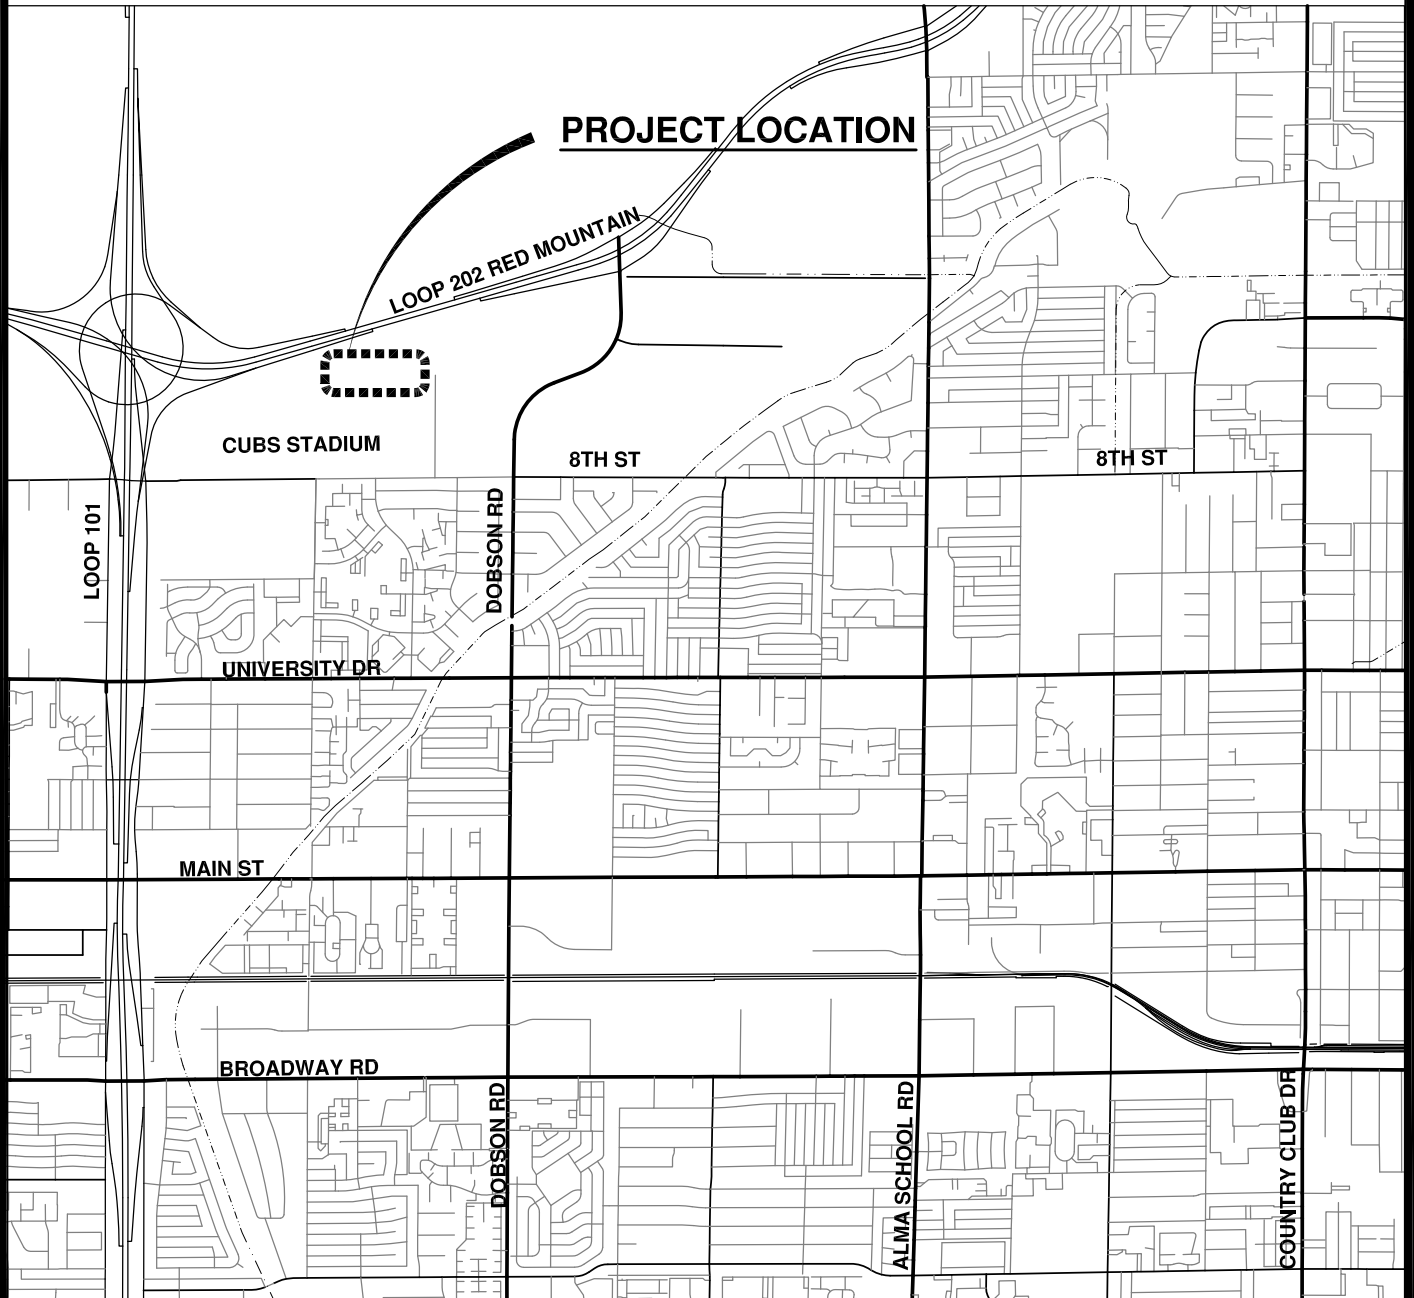 PROJECT LOCATION
LOOP 202 RED MOUNTAIN
CUBS STADIUM
8TH ST
8TH ST
LOOP 101
DOBSON RD
UNIVERSITY DR
MAIN ST
BROADWAY RD
DOBSON RD
ALMA SCHOOL RD
COUNTRY CLUB DR